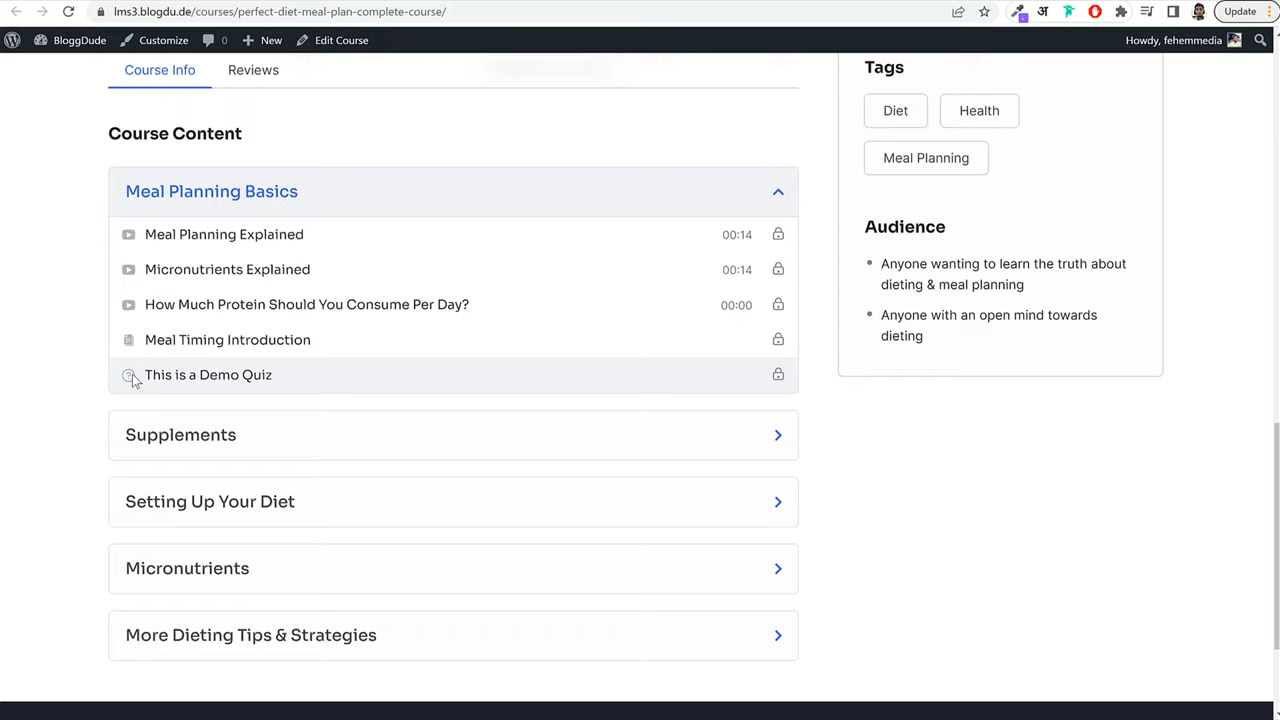 lms3.blogdu.de/courses/perfect-diet-meal-plan-complete-course/
Update
BloggDude
Customize
0
New
Edit Course
Howdy, fehemmedia
Course Info
Reviews
Course Content
Meal Planning Basics
Meal Planning Explained
00:14
Micronutrients Explained
00:14
How Much Protein Should You Consume Per Day?
00:00
Meal Timing Introduction
This is a Demo Quiz
Supplements
Setting Up Your Diet
Micronutrients
More Dieting Tips & Strategies
Tags
Diet
Health
Meal Planning
Audience
Anyone wanting to learn the truth about
dieting & meal planning
Anyone with an open mind towards
dieting